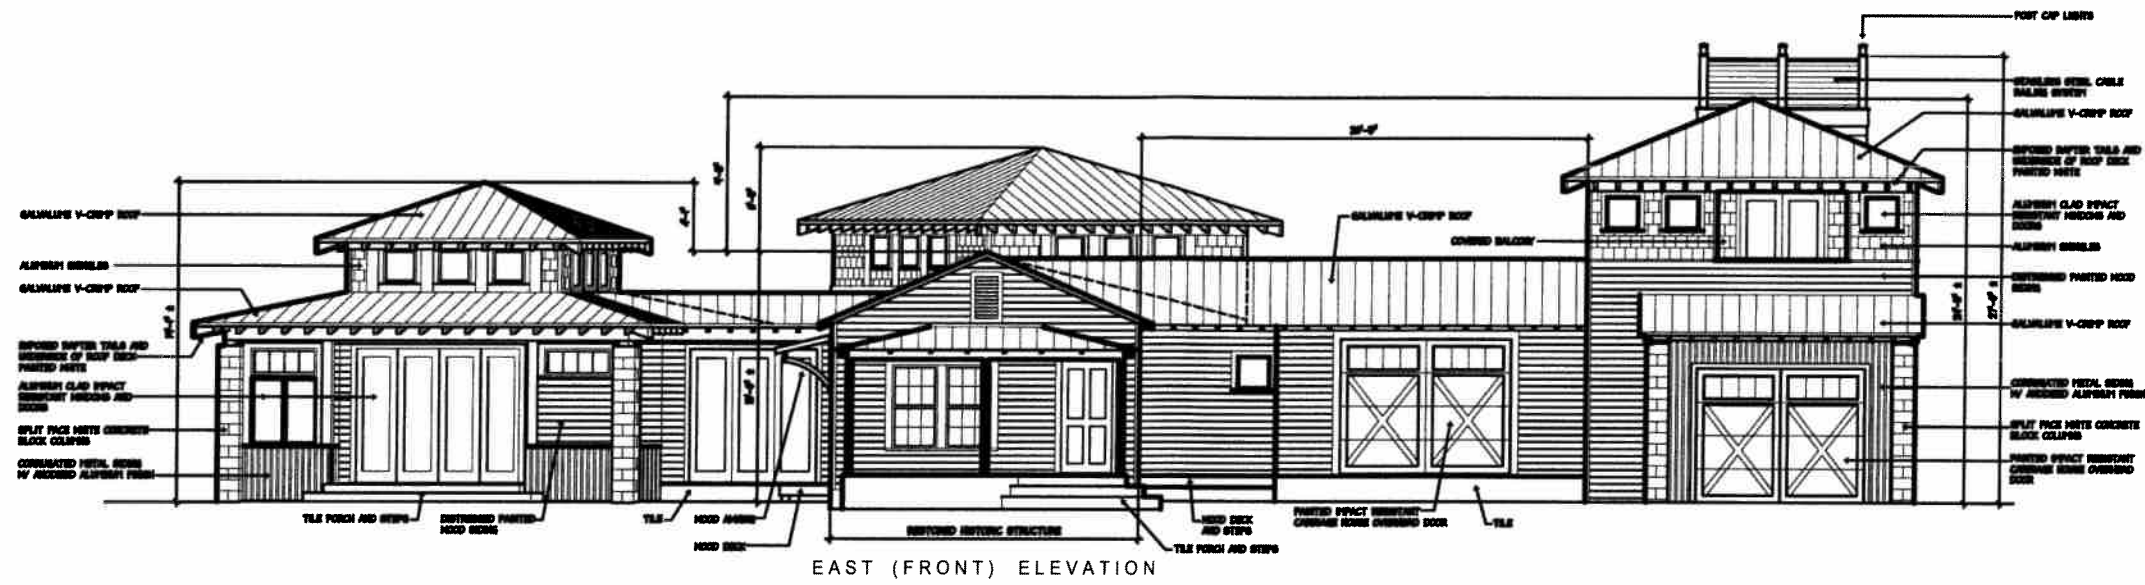 POST CAP LIGHTS
STAINLESS STEEL CABLE
RAILING SYSTEM
GALVALUME V-CRIMP ROOF
EXPOSED RAFTER TAILS AND
UNDERSIDE OF ROOF DECK
PAINTED WHITE
ALUMINUM CLAD IMPACT
RESISTANT WINDOWS AND
DOORS
ALUMINUM SHINGLES
DISTRESSED PAINTED WOOD
SIDING
GALVALUME V-CRIMP ROOF
CORRUGATED METAL SIDING
W/ ANODIZED ALUMINUM FINISH
SPLIT FACE WHITE CONCRETE
BLOCK COLUMNS
PAINTED IMPACT RESISTANT
CARRIAGE HOUSE OVERHEAD
DOOR
GALVALUME V-CRIMP ROOF
COVERED BALCONY
GALVALUME V-CRIMP ROOF
ALUMINUM SHINGLES
GALVALUME V-CRIMP ROOF
EXPOSED RAFTER TAILS AND
UNDERSIDE OF ROOF DECK
PAINTED WHITE
ALUMINUM CLAD IMPACT
RESISTANT WINDOWS AND
DOORS
SPLIT FACE WHITE CONCRETE
BLOCK COLUMNS
CORRUGATED METAL SIDING
W/ ANODIZED ALUMINUM FINISH
TILE PORCH AND STEPS
DISTRESSED PAINTED
WOOD SIDING
TILE
WOOD AWNING
WOOD DECK
RESTORED HISTORIC STRUCTURE
WOOD DECK
AND STEPS
TILE PORCH AND STEPS
PAINTED IMPACT RESISTANT
CARRIAGE HOUSE OVERHEAD DOOR
TILE
EAST (FRONT) ELEVATION